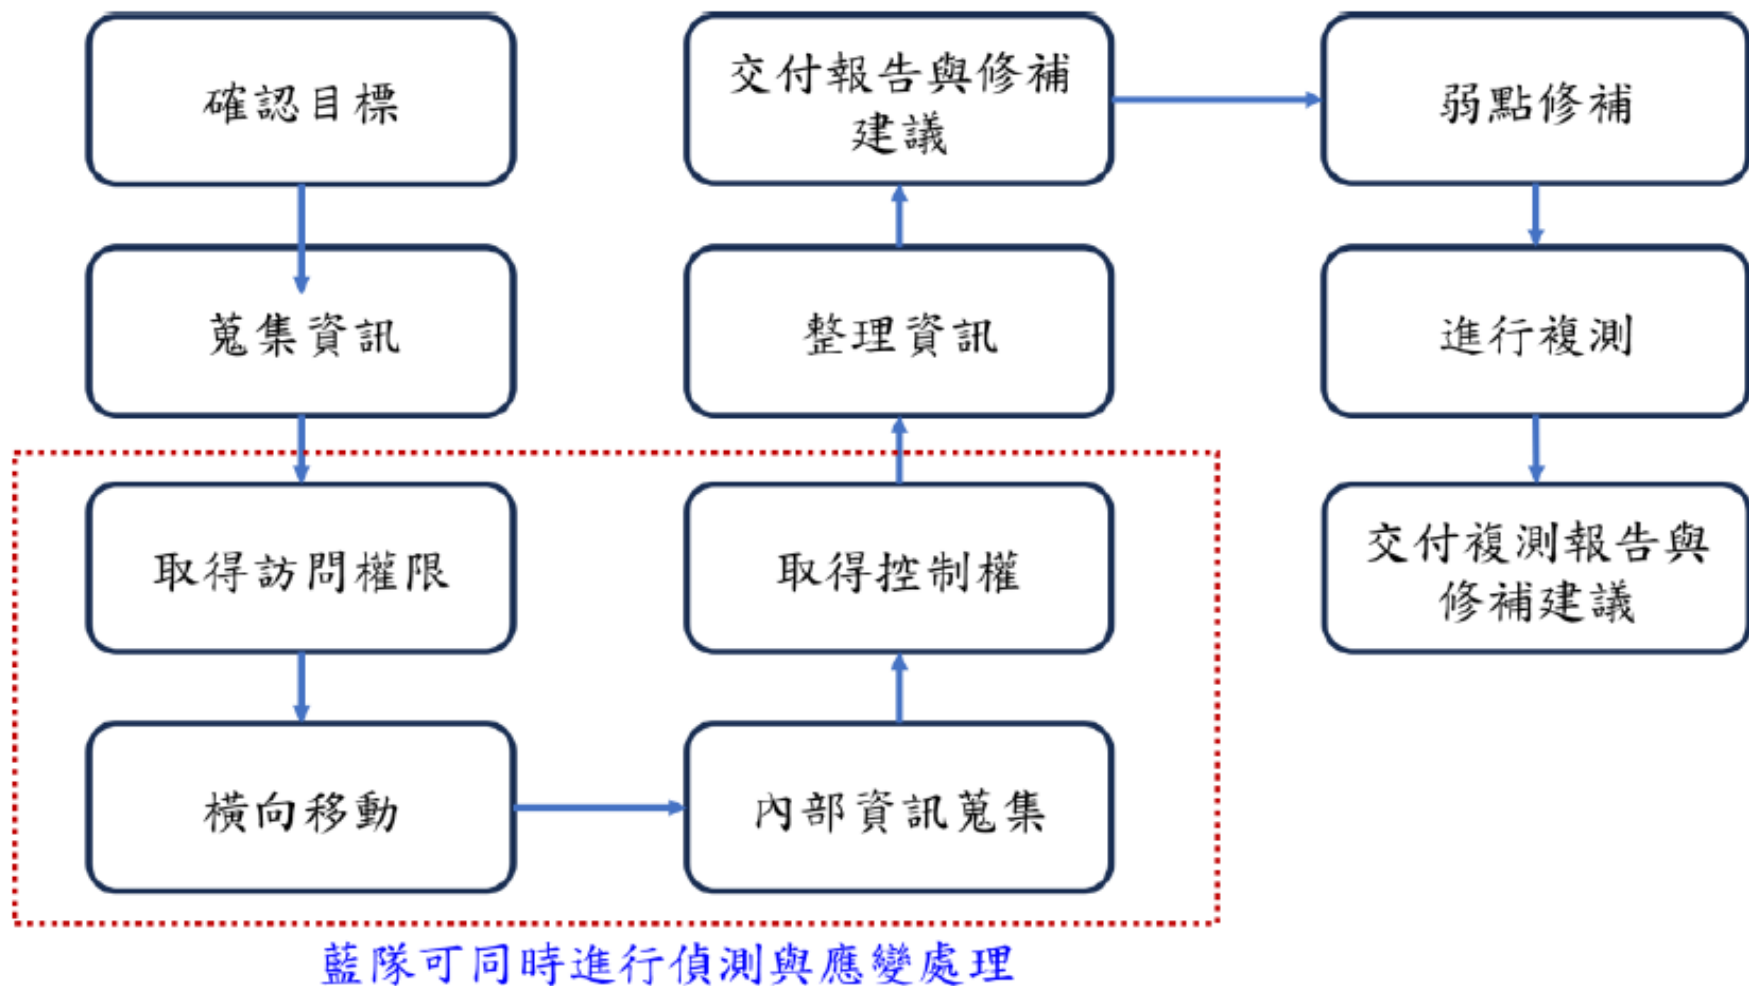 確認目標
蒐集資訊
取得訪問權限
橫向移動
內部資訊蒐集
取得控制權
整理資訊
交付報告與修補
建議
弱點修補
進行複測
交付複測報告與
修補建議
藍隊可同時進行偵測與應變處理